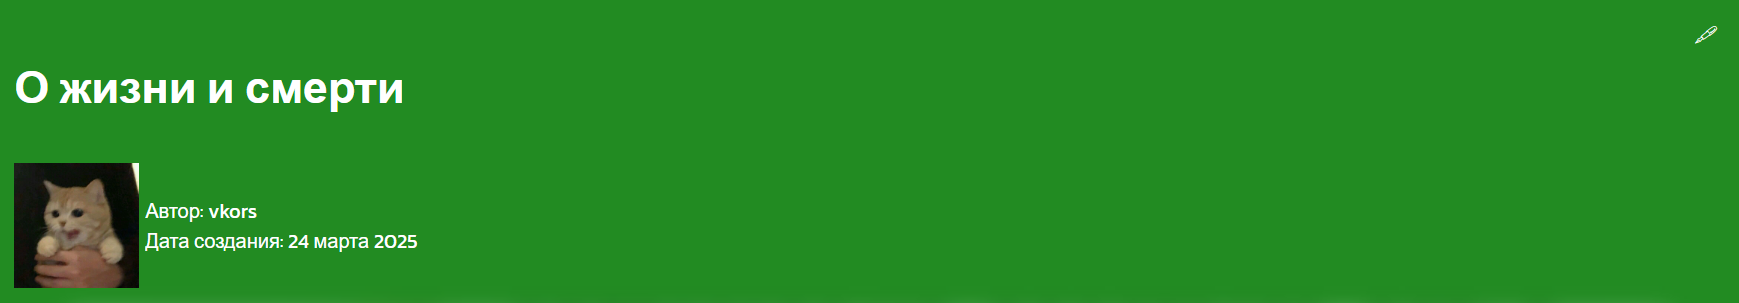 О жизни и смерти
Автор: vkors
Дата создания: 24 марта 2025